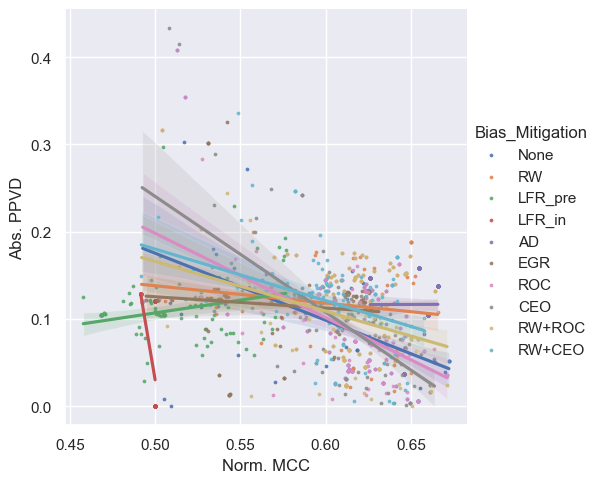 0.4
0.3
0.2
0.1
0.0
Abs. PPVD
0.45
0.50
0.55
0.60
0.65
Norm. MCC
Bias_Mitigation
None
RW
LFR_pre
LFR_in
AD
EGR
ROC
CEO
RW+ROC
RW+CEO